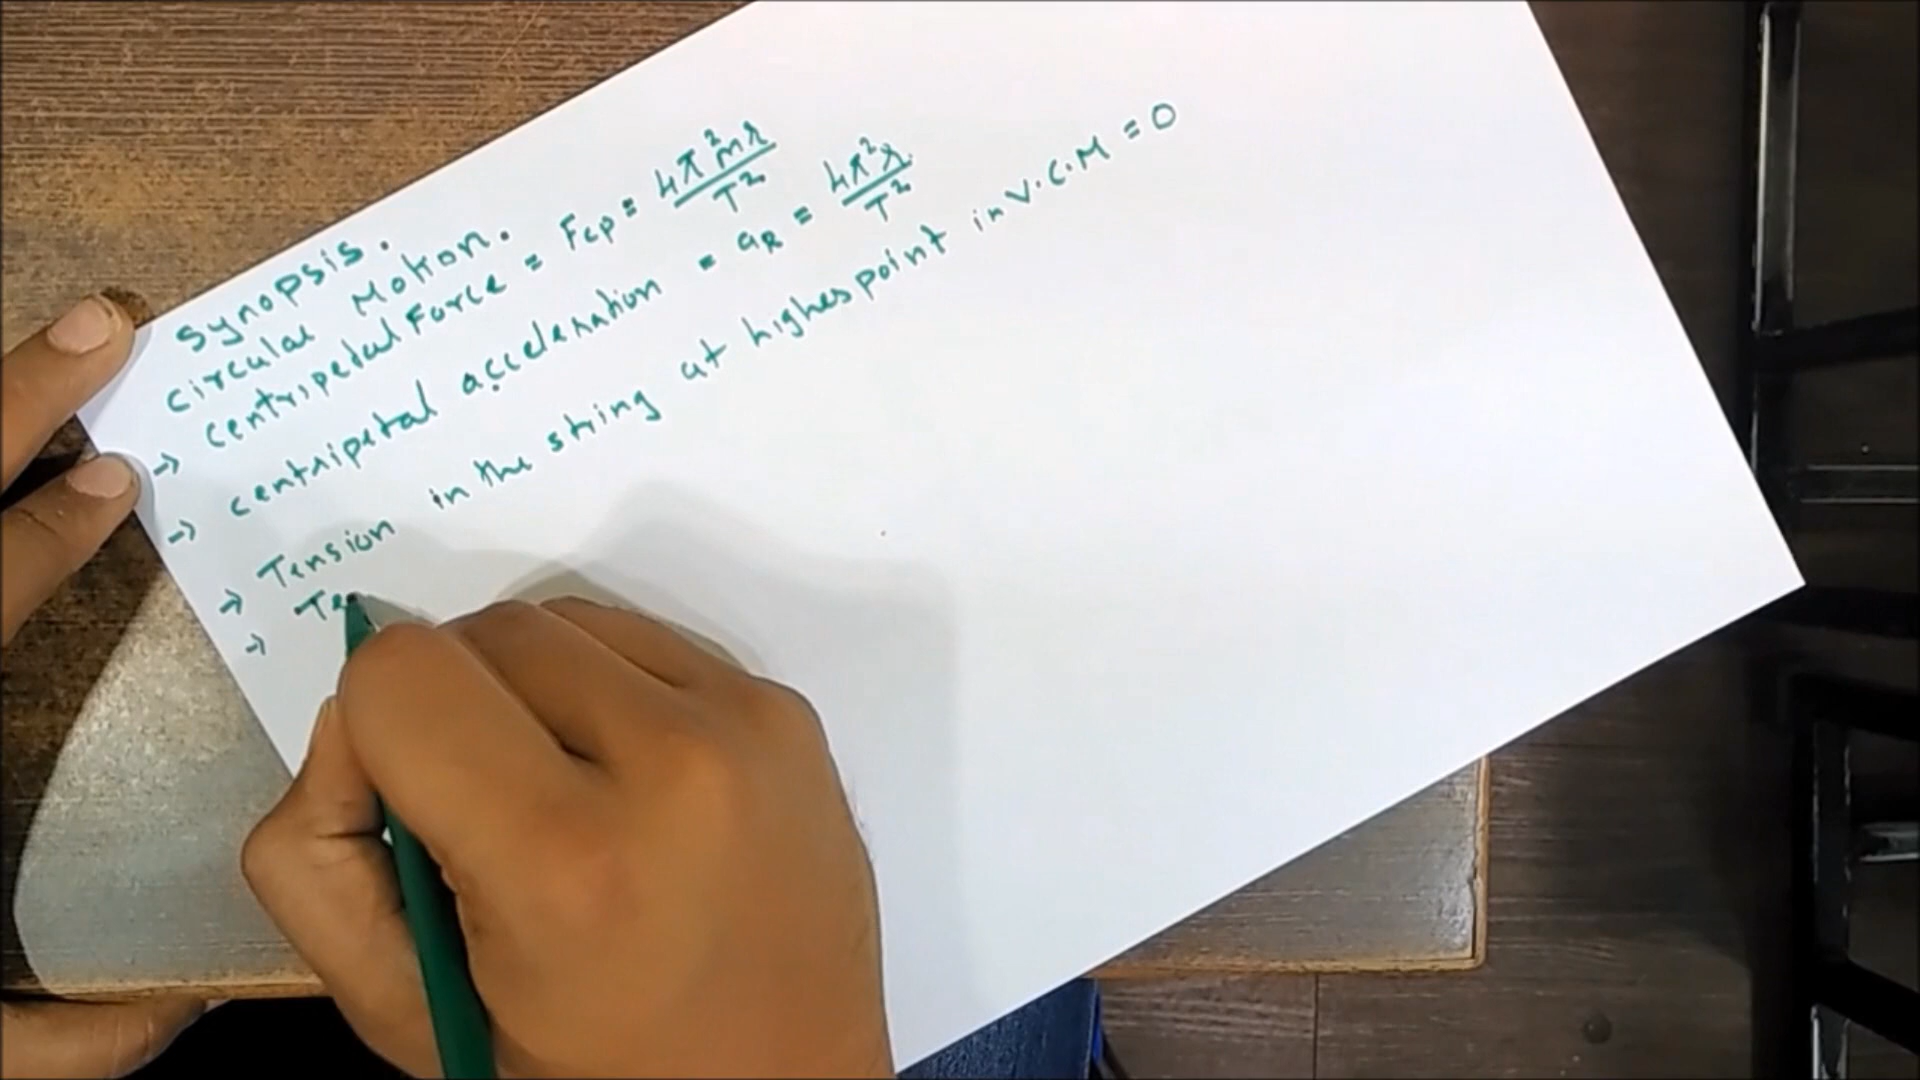 Synopsis.
Circular Motion.
→ Centripetal Force = Fcp = 4π²mr/T²
→ centripetal acceleration = aR = 4π²r/T²
→ Tension in the string at highes point in V.C.M = 0
→ Te